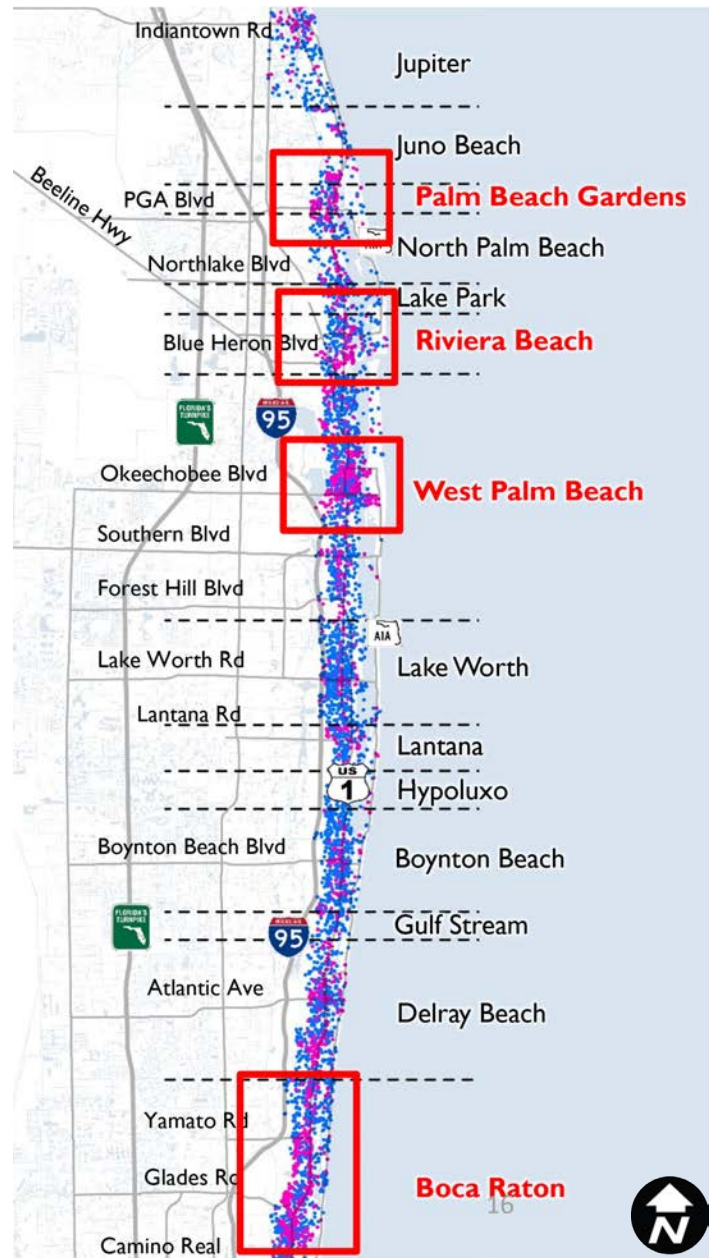 Indiantown Rd
Jupiter
Juno Beach
Beeline Hwy
PGA Blvd
Palm Beach Gardens
North Palm Beach
Northlake Blvd
Lake Park
Blue Heron Blvd
Riviera Beach
FLORIDA'S
TURNPIKE
95
Okeechobee Blvd
West Palm Beach
Southern Blvd
Forest Hill Blvd
A1A
Lake Worth Rd
Lake Worth
Lantana Rd
Lantana
US
1
Hypoluxo
Boynton Beach Blvd
Boynton Beach
FLORIDA'S
TURNPIKE
Gulf Stream
95
Atlantic Ave
Delray Beach
Yamato Rd
Glades Rd
Boca Raton
16
Camino Real
N